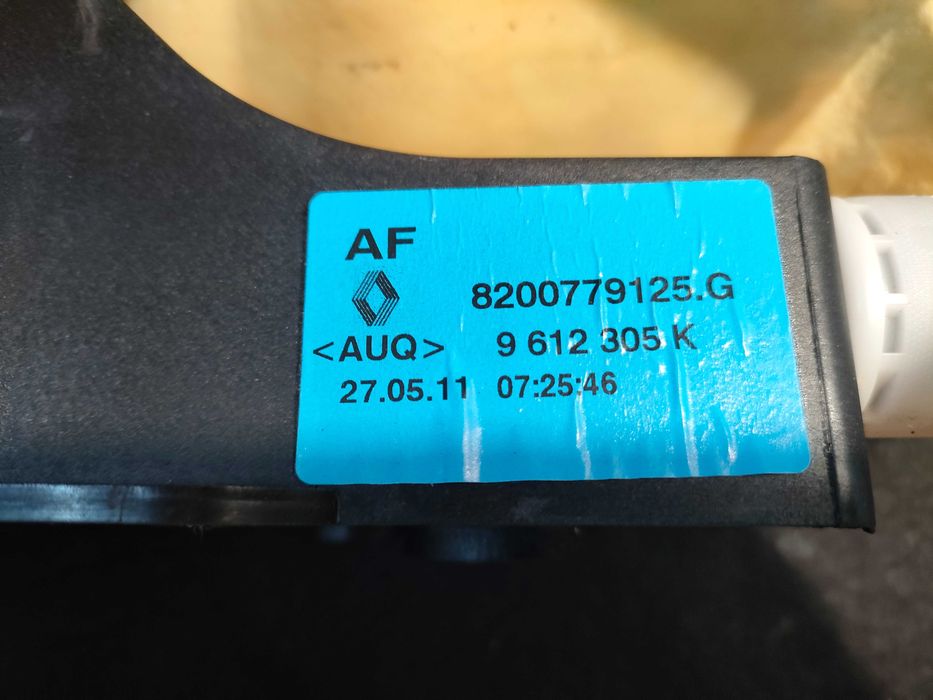 AF
8200779125.G
<AUQ> 9 612 305 K
27.05.11 07:25:46